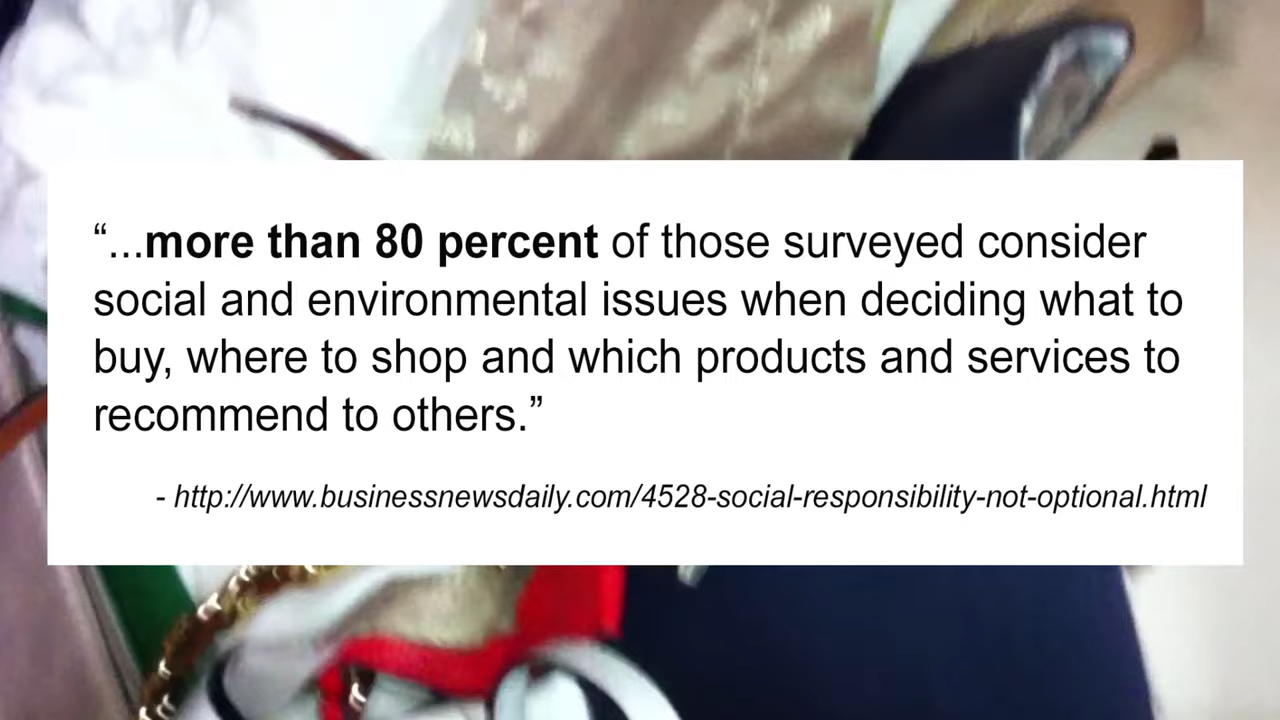 “...more than 80 percent of those surveyed consider
social and environmental issues when deciding what to
buy, where to shop and which products and services to
recommend to others.”
- http://www.businessnewsdaily.com/4528-social-responsibility-not-optional.html